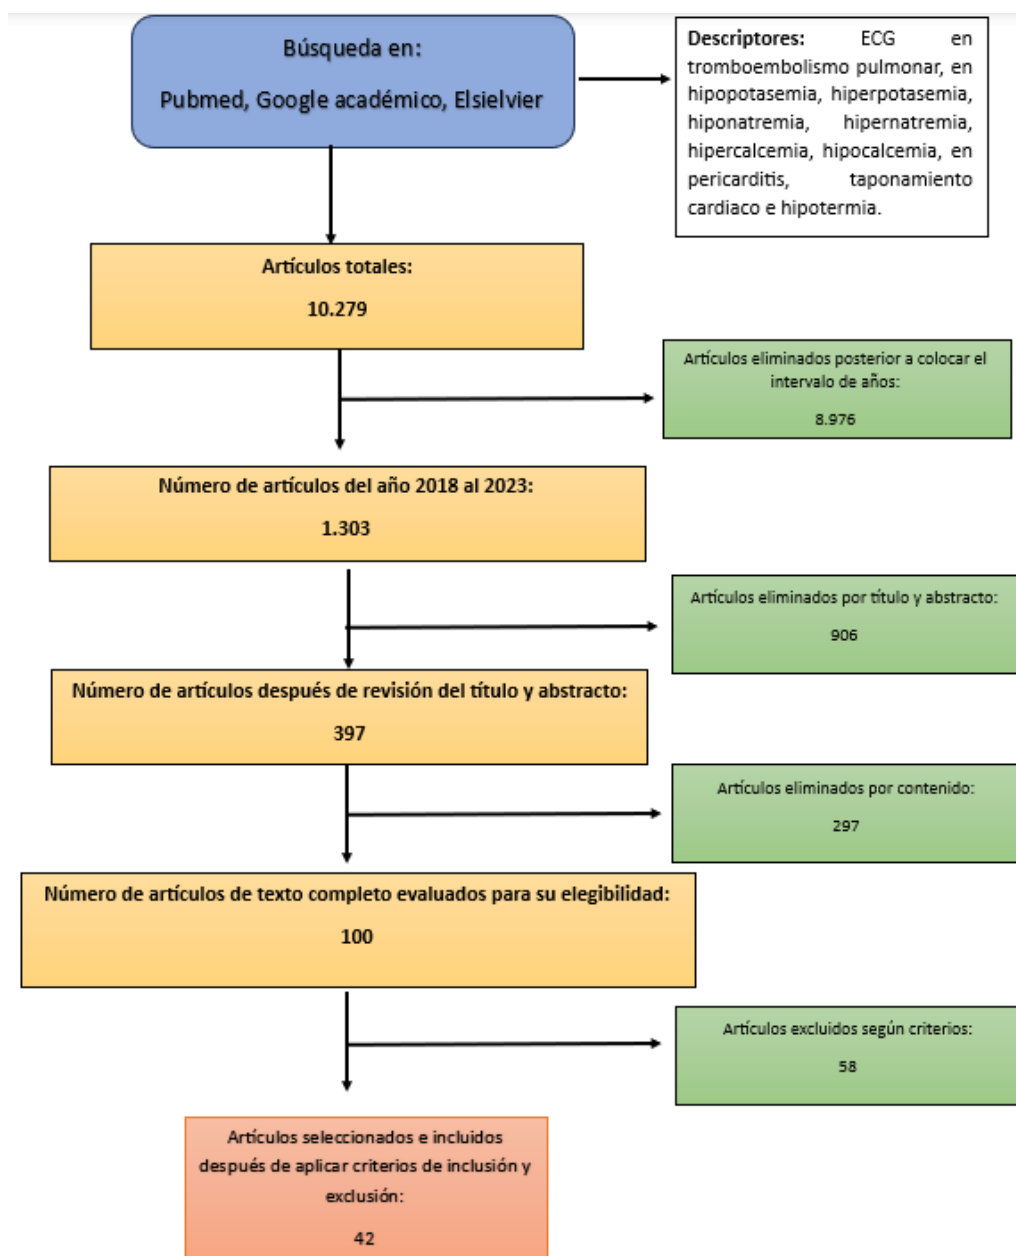 Búsqueda en:
Pubmed, Google académico, Elsielvier
Descriptores: ECG en
tromboembolismo pulmonar, en
hipopotasemia, hiperpotasemia,
hiponatremia, hipernatremia,
hipercalcemia, hipocalcemia, en
pericarditis, taponamiento
cardiaco e hipotermia.
Artículos totales:
10.279
Artículos eliminados posterior a colocar el
intervalo de años:
8.976
Número de artículos del año 2018 al 2023:
1.303
Artículos eliminados por título y abstracto:
906
Número de artículos después de revisión del título y abstracto:
397
Artículos eliminados por contenido:
297
Número de artículos de texto completo evaluados para su elegibilidad:
100
Artículos excluidos según criterios:
58
Artículos seleccionados e incluidos
después de aplicar criterios de inclusión y
exclusión:
42